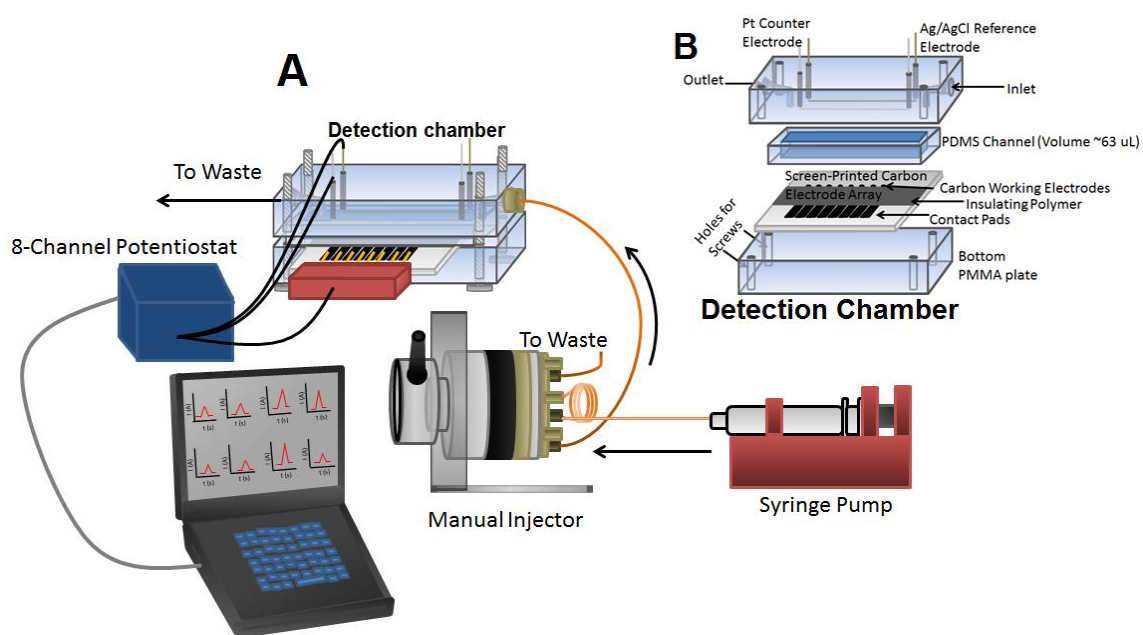 A
Detection chamber
To Waste
8-Channel Potentiostat
To Waste
Manual Injector
Syringe Pump
I (A)
t (s)
I (A)
t (s)
I (A)
t (s)
I (A)
t (s)
I (A)
t (s)
I (A)
t (s)
I (A)
t (s)
I (A)
t (s)
B
Pt Counter
Electrode
Ag/AgCl Reference
Electrode
Outlet
Inlet
PDMS Channel (Volume ~63 uL)
Screen-Printed Carbon
Electrode Array
Carbon Working Electrodes
Insulating Polymer
Contact Pads
Holes for
Screws
Bottom
PMMA plate
Detection Chamber